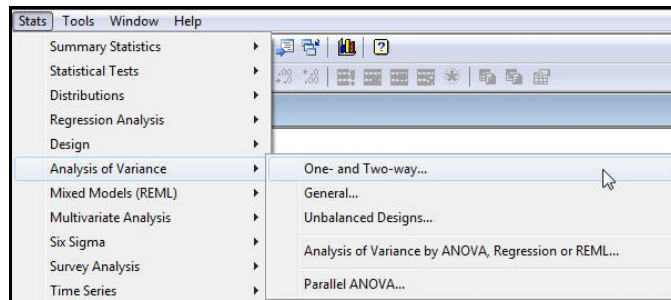 Stats Tools Window Help
Summary Statistics
Statistical Tests
Distributions
Regression Analysis
Design
Analysis of Variance
Mixed Models (REML)
Multivariate Analysis
Six Sigma
Survey Analysis
Time Series
One- and Two-way...
General...
Unbalanced Designs...
Analysis of Variance by ANOVA, Regression or REML...
Parallel ANOVA...